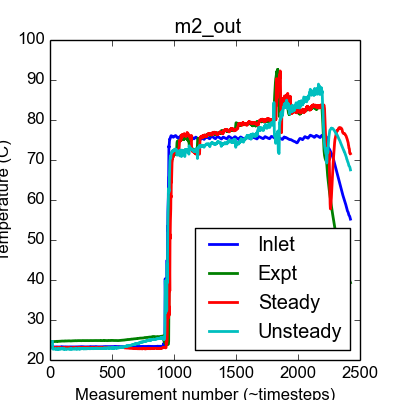 m2_out
100
90
80
70
60
50
40
30
20
Temperature (C)
Inlet
Expt
Steady
Unsteady
0 500 1000 1500 2000 2500
Measurement number (~timesteps)